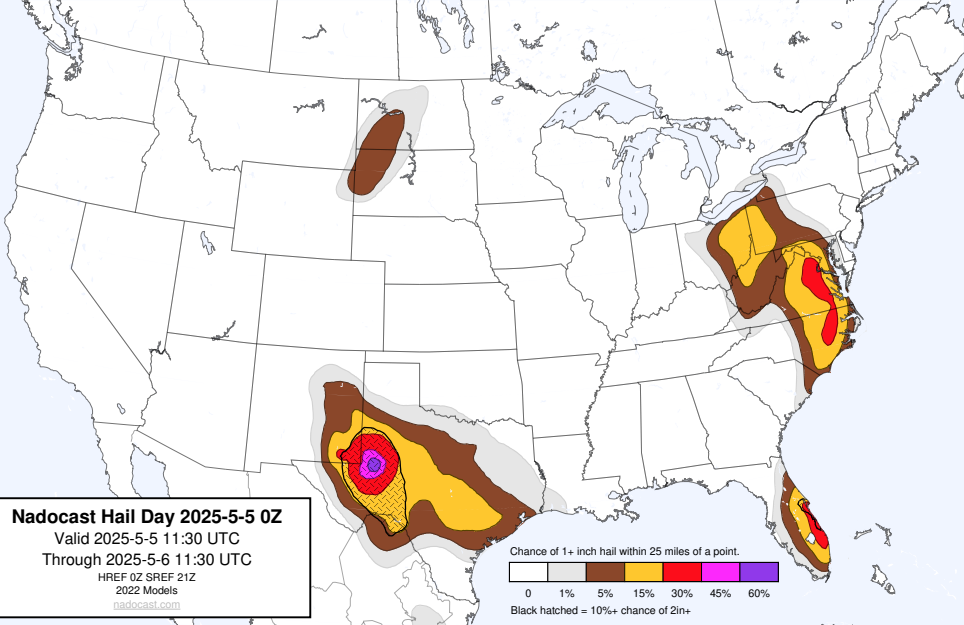 Nadocast Hail Day 2025-5-5 0Z
Valid 2025-5-5 11:30 UTC
Through 2025-5-6 11:30 UTC
HREF 0Z SREF 21Z
2022 Models
nadocast.com
Chance of 1+ inch hail within 25 miles of a point.
0 1% 5% 15% 30% 45% 60%
Black hatched = 10%+ chance of 2in+